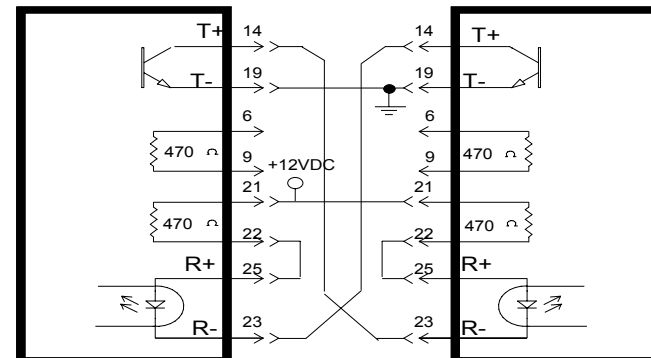 T+ 14 14 T+
T- 19 19 T-
6 6
470 Ω 9 9 470 Ω
+12VDC
21 21
470 Ω 22 22 470 Ω
R+ 25 25 R+
R- 23 23 R-